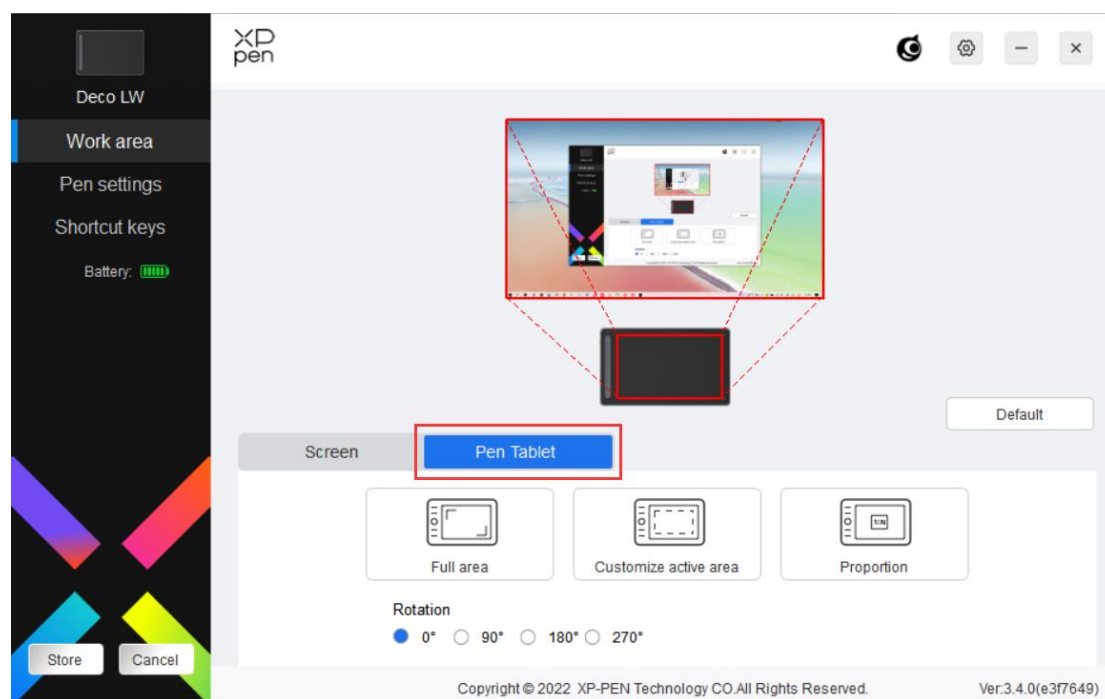 XP
pen
Deco LW
Work area
Pen settings
Shortcut keys
Battery:
Default
Screen
Pen Tablet
1:N
Full area
Customize active area
Proportion
Rotation
0°
90°
180°
270°
Store
Cancel
Copyright © 2022 XP-PEN Technology CO.All Rights Reserved.
Ver:3.4.0(e3f7649)